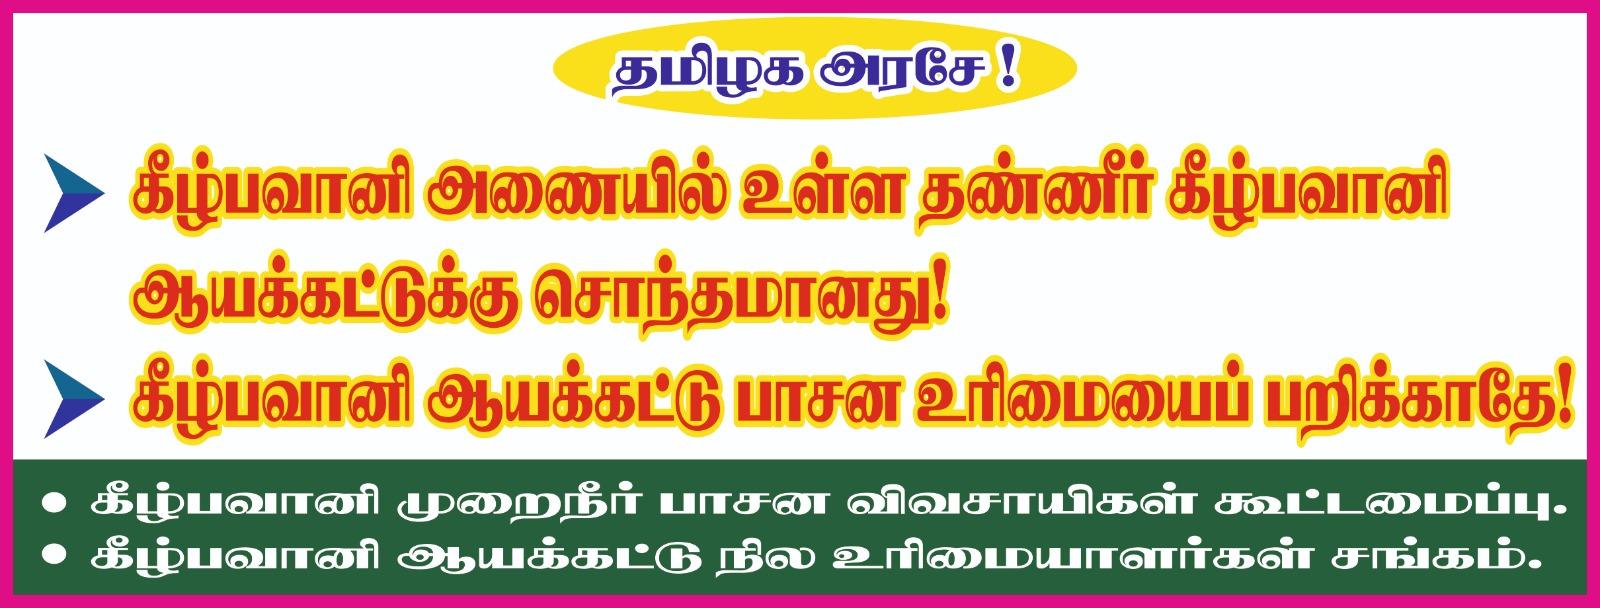 தமிழக அரசே !
கீழ்பவானி அணையில் உள்ள தண்ணீர் கீழ்பவானி
ஆயக்கட்டுக்கு சொந்தமானது!
கீழ்பவானி ஆயக்கட்டு பாசன உரிமையைப் பறிக்காதே!
• கீழ்பவானி முறைநீர் பாசன விவசாயிகள் கூட்டமைப்பு.
• கீழ்பவானி ஆயக்கட்டு நில உரிமையாளர்கள் சங்கம்.